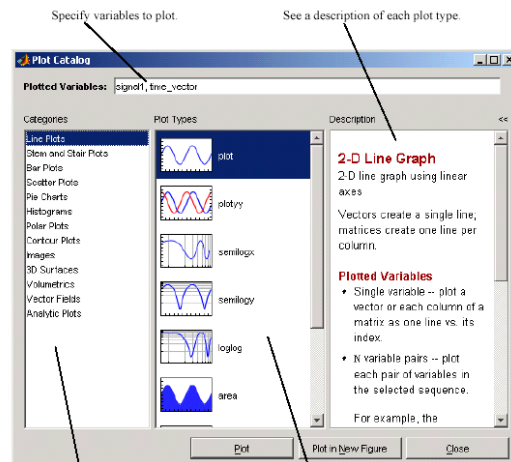 Specify variables to plot.
See a description of each plot type.
Plot Catalog
Plotted Variables: signal1, time_vector
Categories
Line Plots
Stem and Stair Plots
Bar Plots
Scatter Plots
Pie Charts
Histograms
Polar Plots
Contour Plots
Images
3D Surfaces
Volumetrics
Vector Fields
Analytic Plots
Plot Types
plot
plotyy
semilogx
semilogy
loglog
area
Description <<
2-D Line Graph
2-D line graph using linear
axes
Vectors create a single line;
matrices create one line per
column.
Plotted Variables
• Single variable -- plot a
vector or each column of a
matrix as one line vs. its
index.
• N variable pairs -- plot
each pair of variables in
the selected sequence.
For example, the
Plot
Plot in New Figure
Close